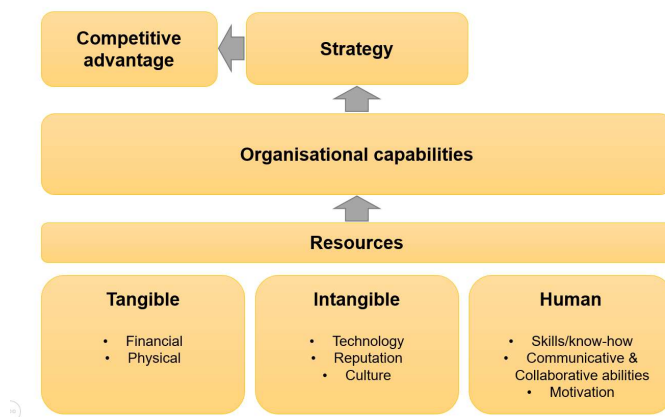 Competitive
advantage
Strategy
Organisational capabilities
Resources
Tangible
• Financial
• Physical
Intangible
• Technology
• Reputation
• Culture
Human
• Skills/know-how
• Communicative &
Collaborative abilities
• Motivation